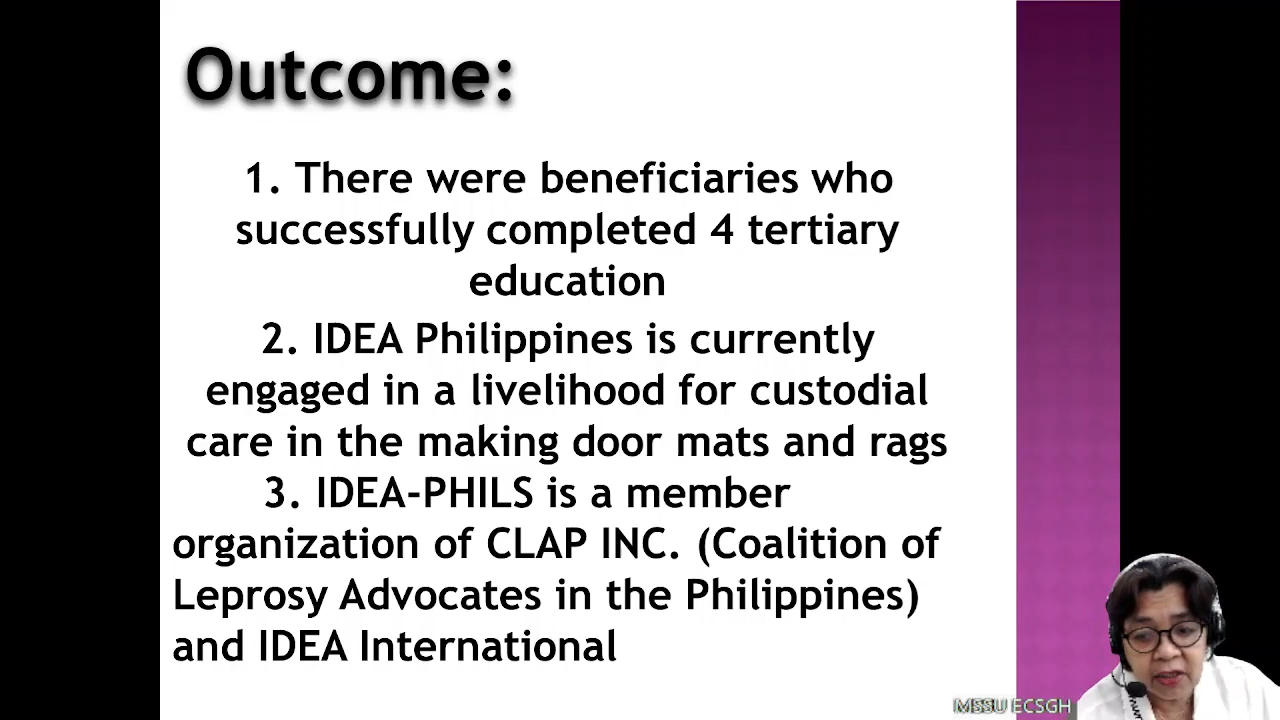 Outcome:
1. There were beneficiaries who
successfully completed 4 tertiary
education
2. IDEA Philippines is currently
engaged in a livelihood for custodial
care in the making door mats and rags
3. IDEA-PHILS is a member
organization of CLAP INC. (Coalition of
Leprosy Advocates in the Philippines)
and IDEA International
MSSU ECSGH